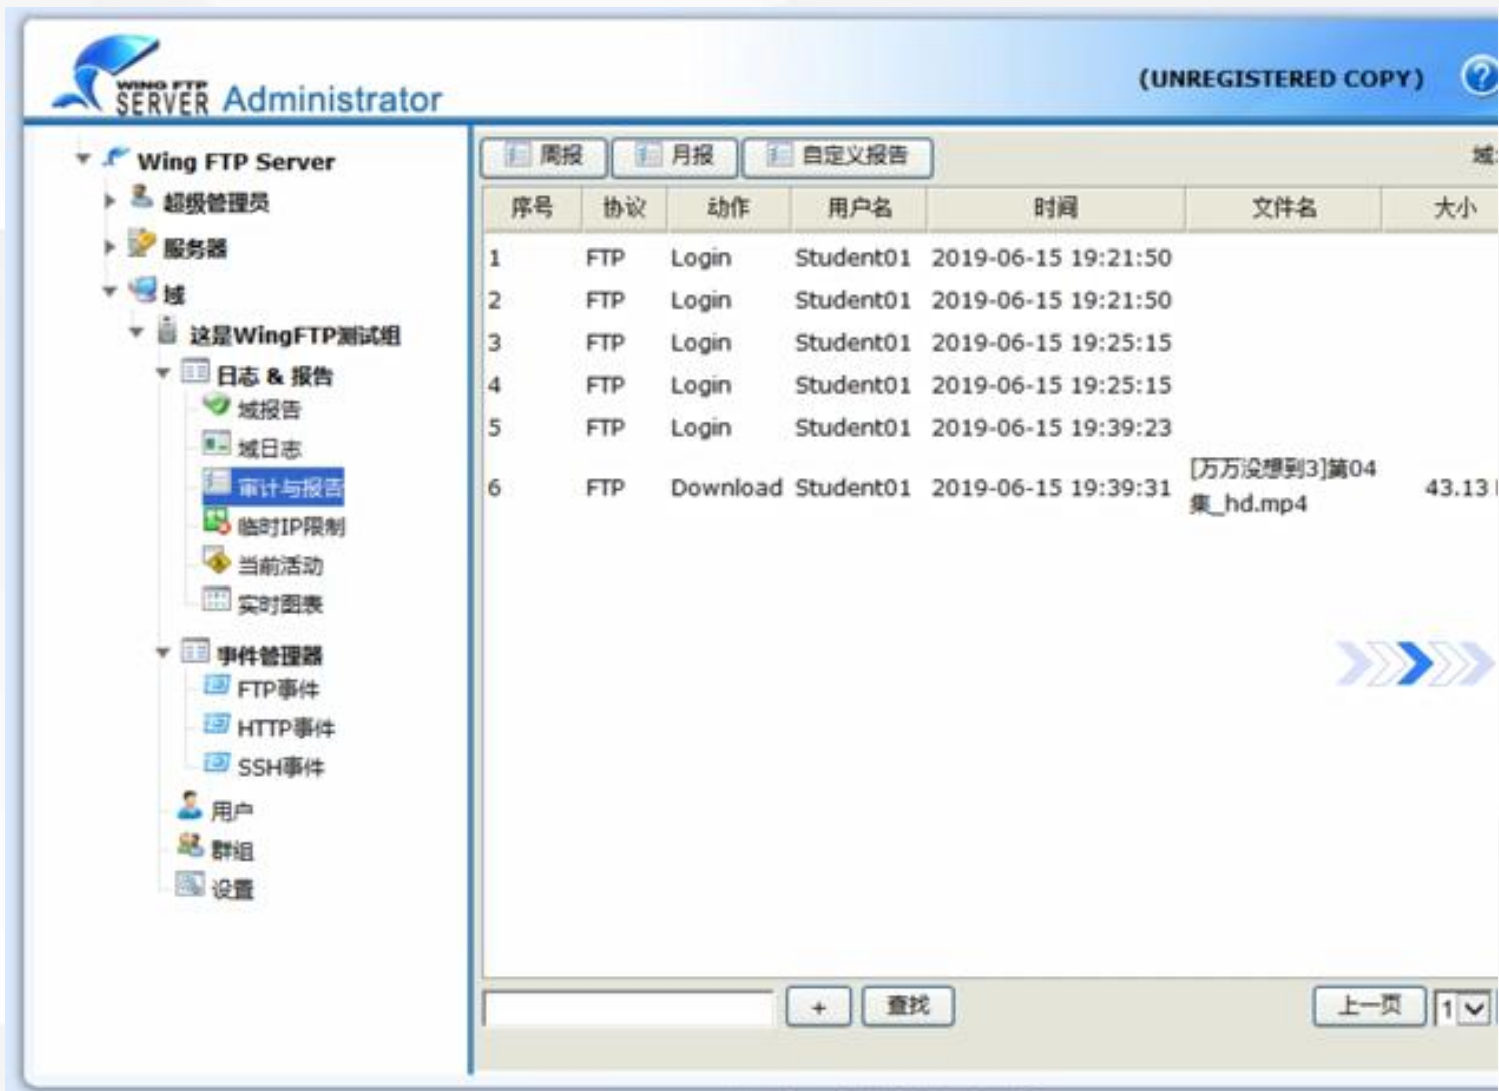 WING FTP
SERVER Administrator
(UNREGISTERED COPY)
?
Wing FTP Server
超级管理员
服务器
域
这是WingFTP测试组
日志 & 报告
域报告
域日志
审计与报告
临时IP限制
当前活动
实时图表
事件管理器
FTP事件
HTTP事件
SSH事件
用户
群组
设置
周报 月报 自定义报告 域:
序号 协议 动作 用户名 时间 文件名 大小
1 FTP Login Student01 2019-06-15 19:21:50
2 FTP Login Student01 2019-06-15 19:21:50
3 FTP Login Student01 2019-06-15 19:25:15
4 FTP Login Student01 2019-06-15 19:25:15
5 FTP Login Student01 2019-06-15 19:39:23
6 FTP Download Student01 2019-06-15 19:39:31 [万万没想到3]第04 43.13
集_hd.mp4
+ 查找 上一页 1